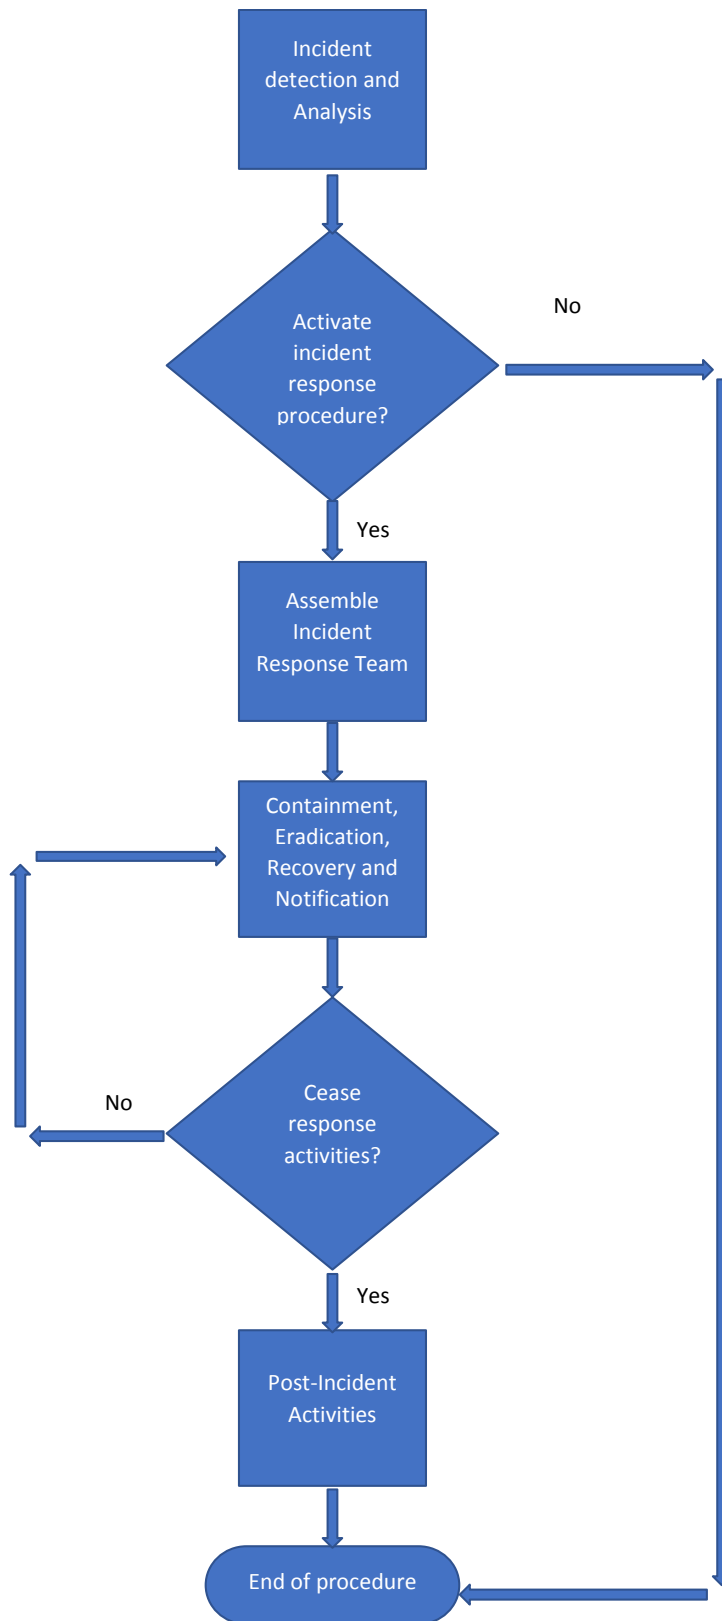 Incident
detection and
Analysis
Activate
incident
response
procedure?
No
Yes
Assemble
Incident
Response Team
Containment,
Eradication,
Recovery and
Notification
Cease
response
activities?
No
Yes
Post-Incident
Activities
End of procedure